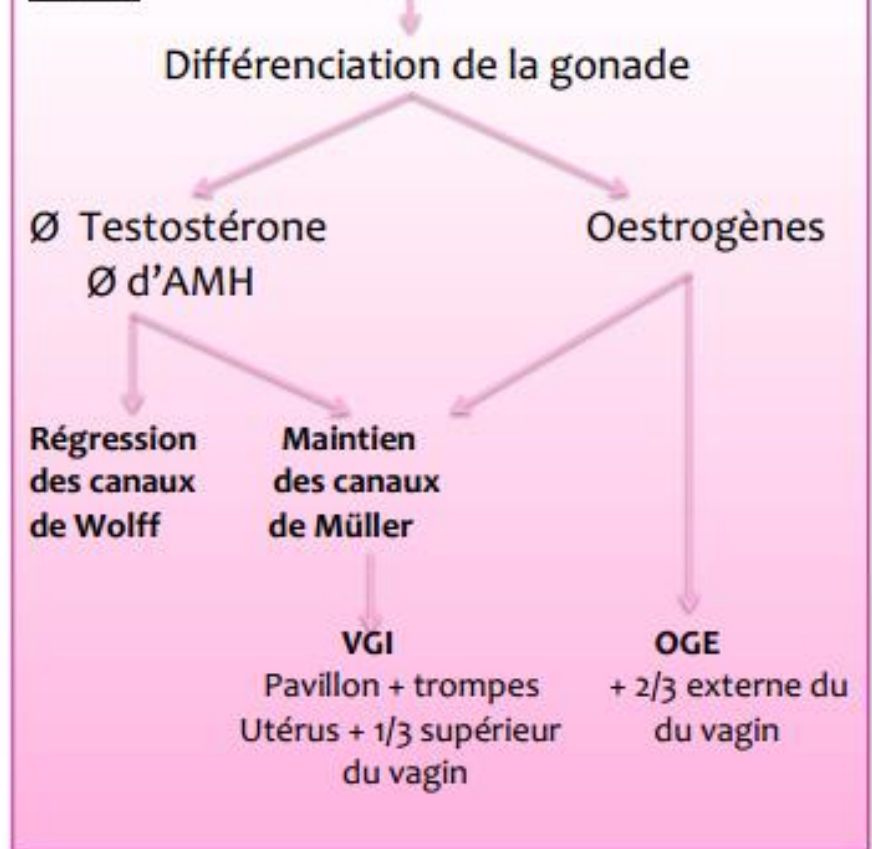 Différenciation de la gonade
Ø Testostérone
Ø d’AMH
Oestrogènes
Régression
des canaux
de Wolff
Maintien
des canaux
de Müller
VGI
Pavillon + trompes
Utérus + 1/3 supérieur
du vagin
OGE
+ 2/3 externe du
du vagin